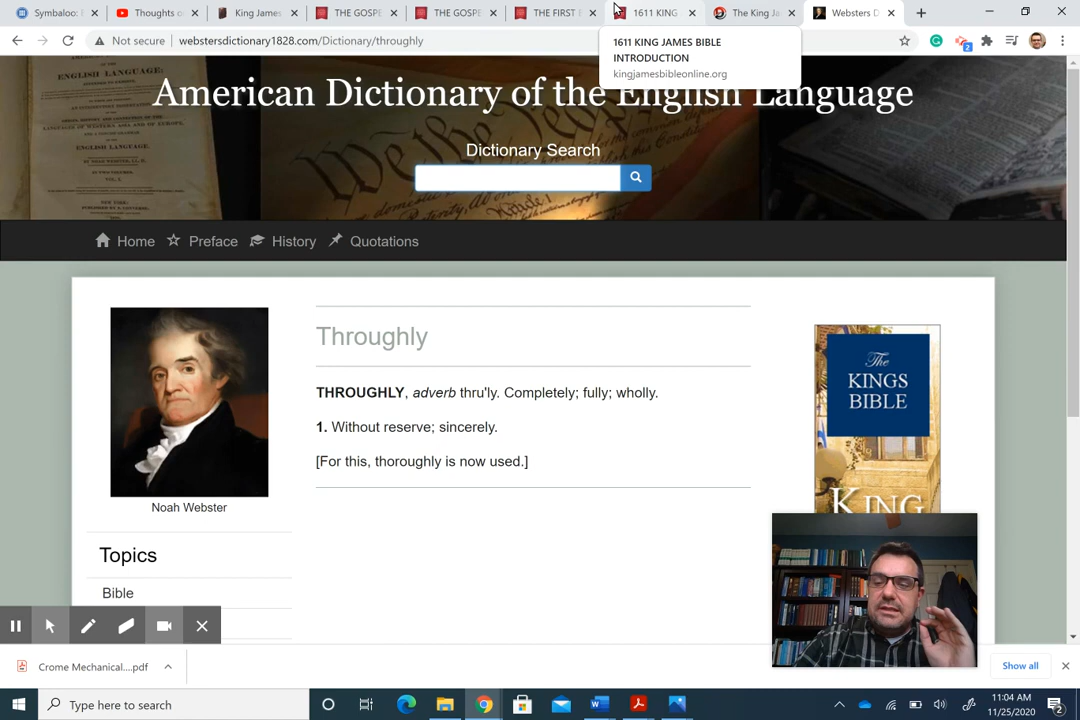 Symbaloo: 
Thoughts o
King James
THE GOSPE
THE GOSPE
THE FIRST
1611 KING
The King Ja
Websters D
Not secure
webstersdictionary1828.com/Dictionary/throughly
2
1611 KING JAMES BIBLE
INTRODUCTION
kingjamesbibleonline.org
American Dictionary of the English Language
Dictionary Search
Home
Preface
History
Quotations
Throughly
THROUGHLY, adverb thru'ly. Completely; fully; wholly.
1. Without reserve; sincerely.
[For this, thoroughly is now used.]
Noah Webster
Topics
Bible
The
KINGS
BIBLE
KING
Crome Mechanical....pdf
Show all
Type here to search
11:04 AM
11/25/2020
2